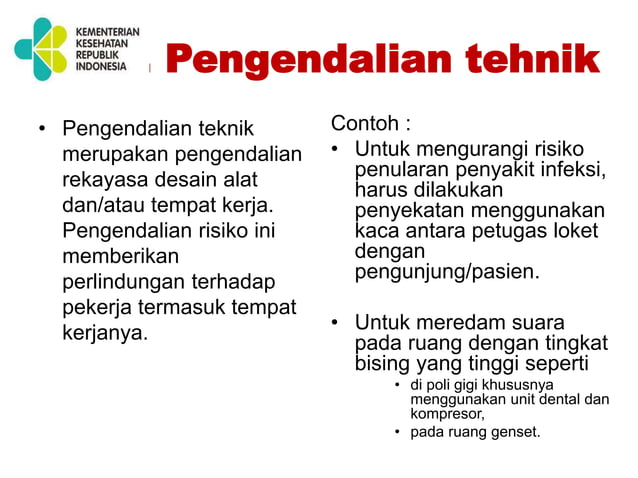 KEMENTERIAN
KESEHATAN
REPUBLIK
INDONESIA
Pengendalian tehnik
• Pengendalian teknik
merupakan pengendalian
rekayasa desain alat
dan/atau tempat kerja.
Pengendalian risiko ini
memberikan
perlindungan terhadap
pekerja termasuk tempat
kerjanya.
Contoh :
• Untuk mengurangi risiko
penularan penyakit infeksi,
harus dilakukan
penyekatan menggunakan
kaca antara petugas loket
dengan
pengunjung/pasien.
• Untuk meredam suara
pada ruang dengan tingkat
bising yang tinggi seperti
• di poli gigi khususnya
menggunakan unit dental dan
kompresor,
• pada ruang genset.